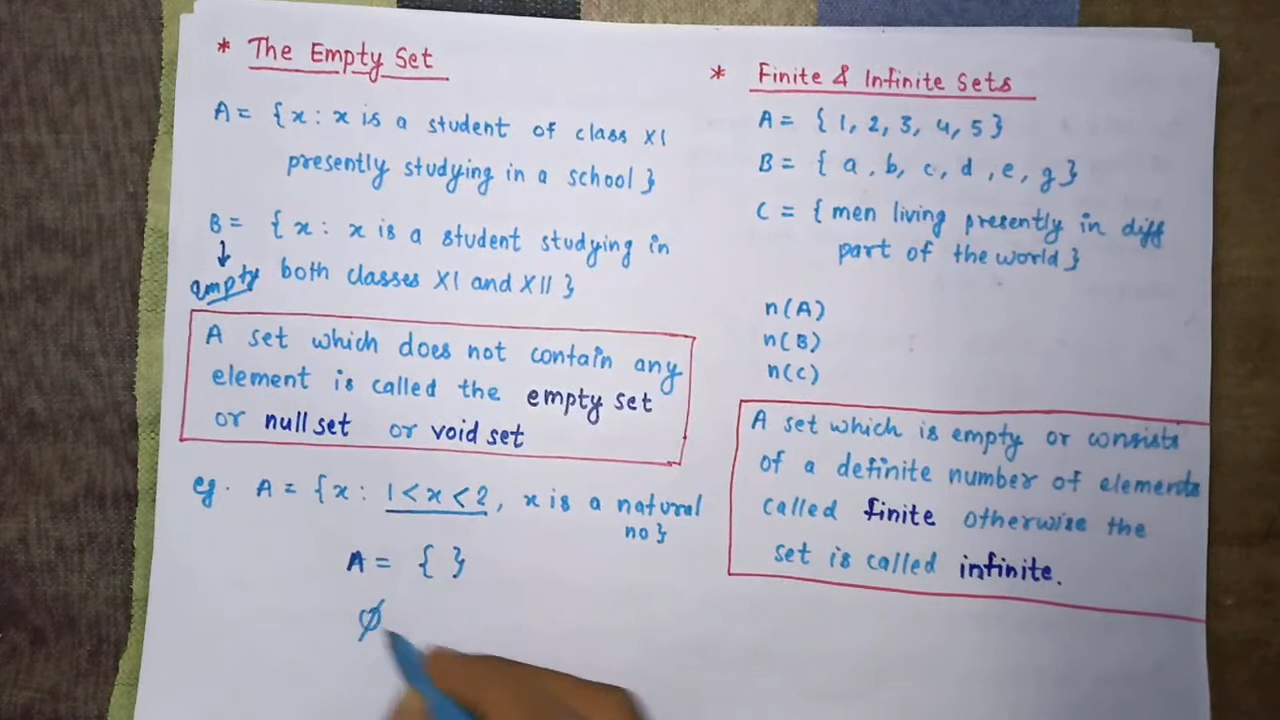 * The Empty Set
A = {x : x is a student of class XI
presently studying in a school}
B = {x : x is a student studying in
↓
empty
both classes XI and XII}
A set which does not contain any
element is called the empty set
or null set or void set
eg. A = {x : 1 < x < 2, x is a natural
no}
A = { }
∅
* Finite & Infinite Sets
A = {1, 2, 3, 4, 5}
B = {a, b, c, d, e, g}
C = {men living presently in diff
part of the world}
n(A)
n(B)
n(C)
A set which is empty or consists
of a definite number of elements
called finite otherwise the
set is called infinite.